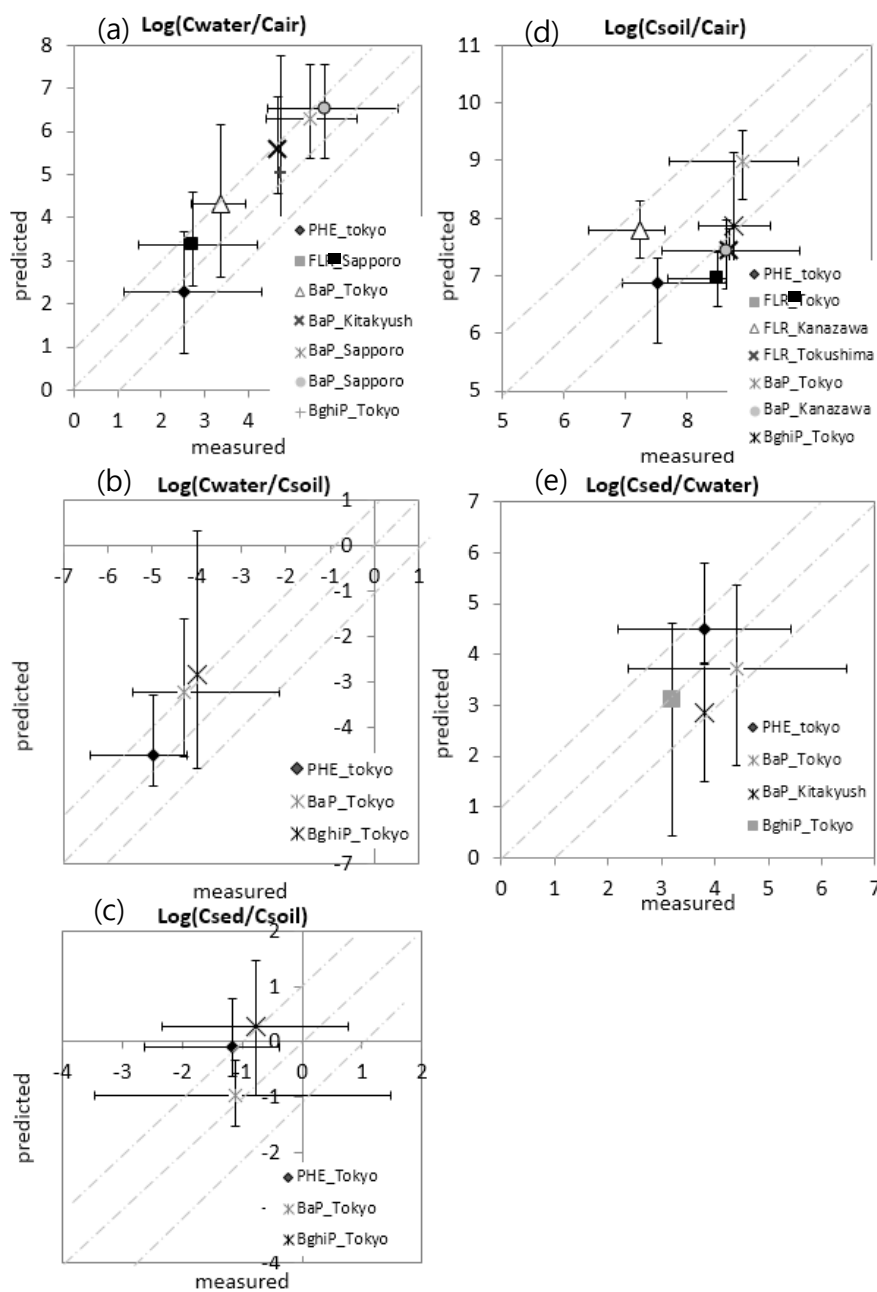 (a) Log(Cwater/Cair)
8
7
6
5
4
3
2
1
0
0 1 2 3 4
predicted
measured
PHE_tokyo
FLR_Sapporo
BaP_Tokyo
BaP_Kitakyush
BaP_Sapporo
BaP_Sapporo
BghiP_Tokyo
(d) Log(Csoil/Cair)
11
10
9
8
7
6
5
5 6 7 8
predicted
measured
PHE_tokyo
FLR_Tokyo
FLR_Kanazawa
FLR_Tokushima
BaP_Tokyo
BaP_Kanazawa
BghiP_Tokyo
(b) Log(Cwater/Csoil)
1
0
-7 -6 -5 -4 -3 -2 -1 0 1
-1
-2
-3
-4
-7
predicted
measured
PHE_tokyo
BaP_Tokyo
BghiP_Tokyo
(e) Log(Csed/Cwater)
7
6
5
4
3
2
1
0
0 1 2 3 4 5 6 7
predicted
measured
PHE_tokyo
BaP_Tokyo
BaP_Kitakyush
BghiP_Tokyo
(c) Log(Csed/Csoil)
2
1
0
-4 -3 -2 -1 0 1 2
-1
-2
-
-4
predicted
measured
PHE_Tokyo
BaP_Tokyo
BghiP_Tokyo